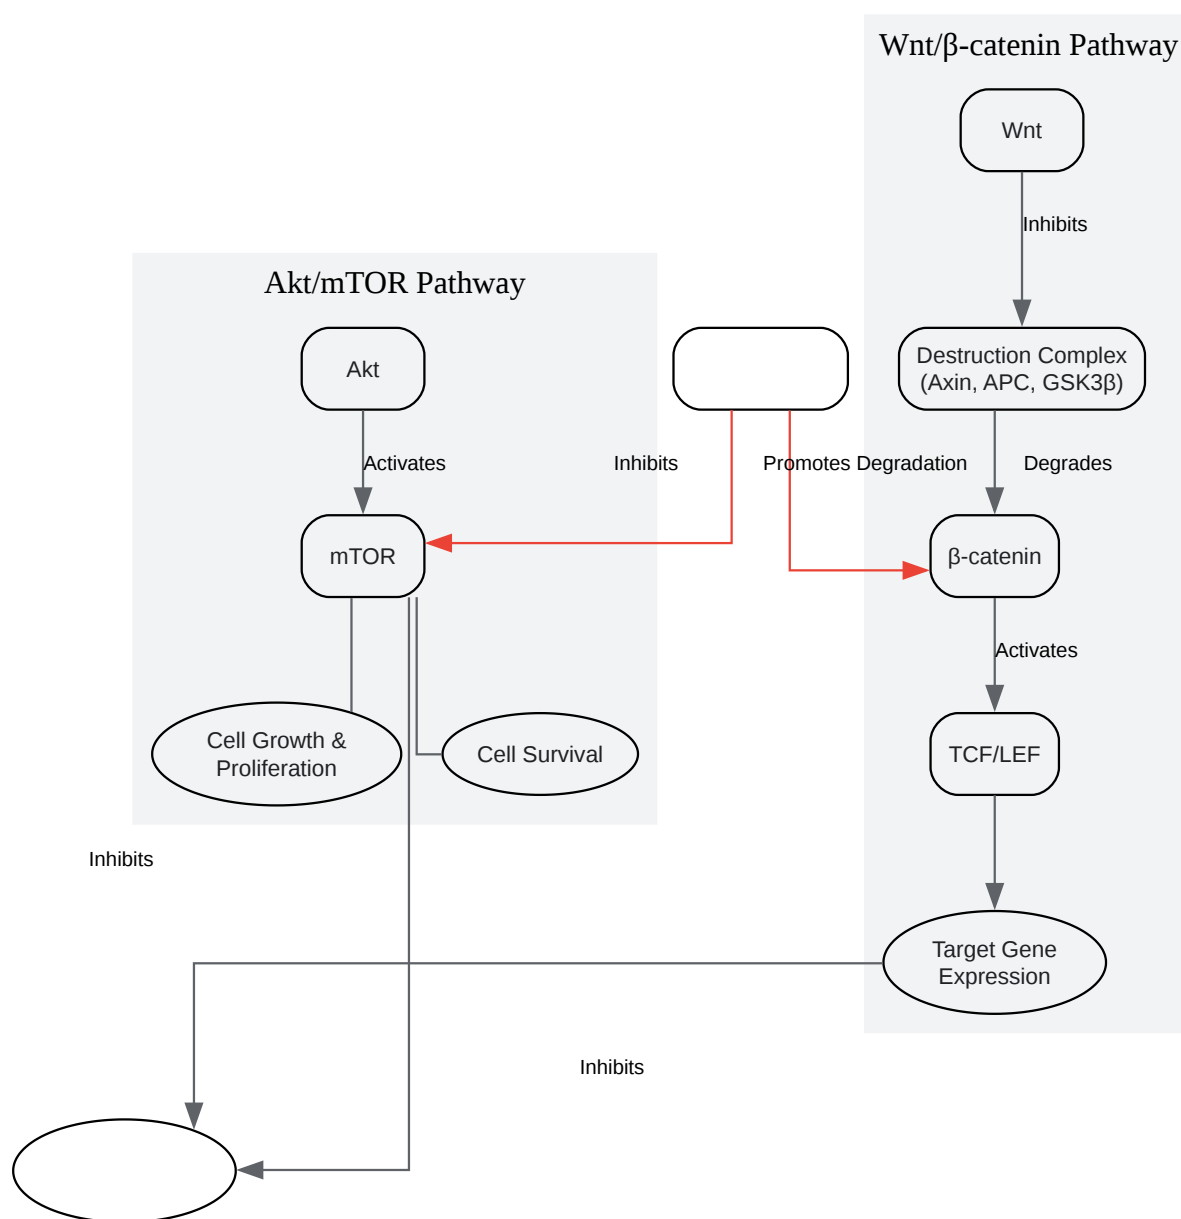 Wnt/β-catenin Pathway
Wnt
Inhibits
Akt/mTOR Pathway
Akt
Destruction Complex
(Axin, APC, GSK3β)
Activates
Inhibits
Promotes Degradation
Degrades
mTOR
β-catenin
Activates
Cell Growth &
Proliferation
Cell Survival
TCF/LEF
Inhibits
Target Gene
Expression
Inhibits